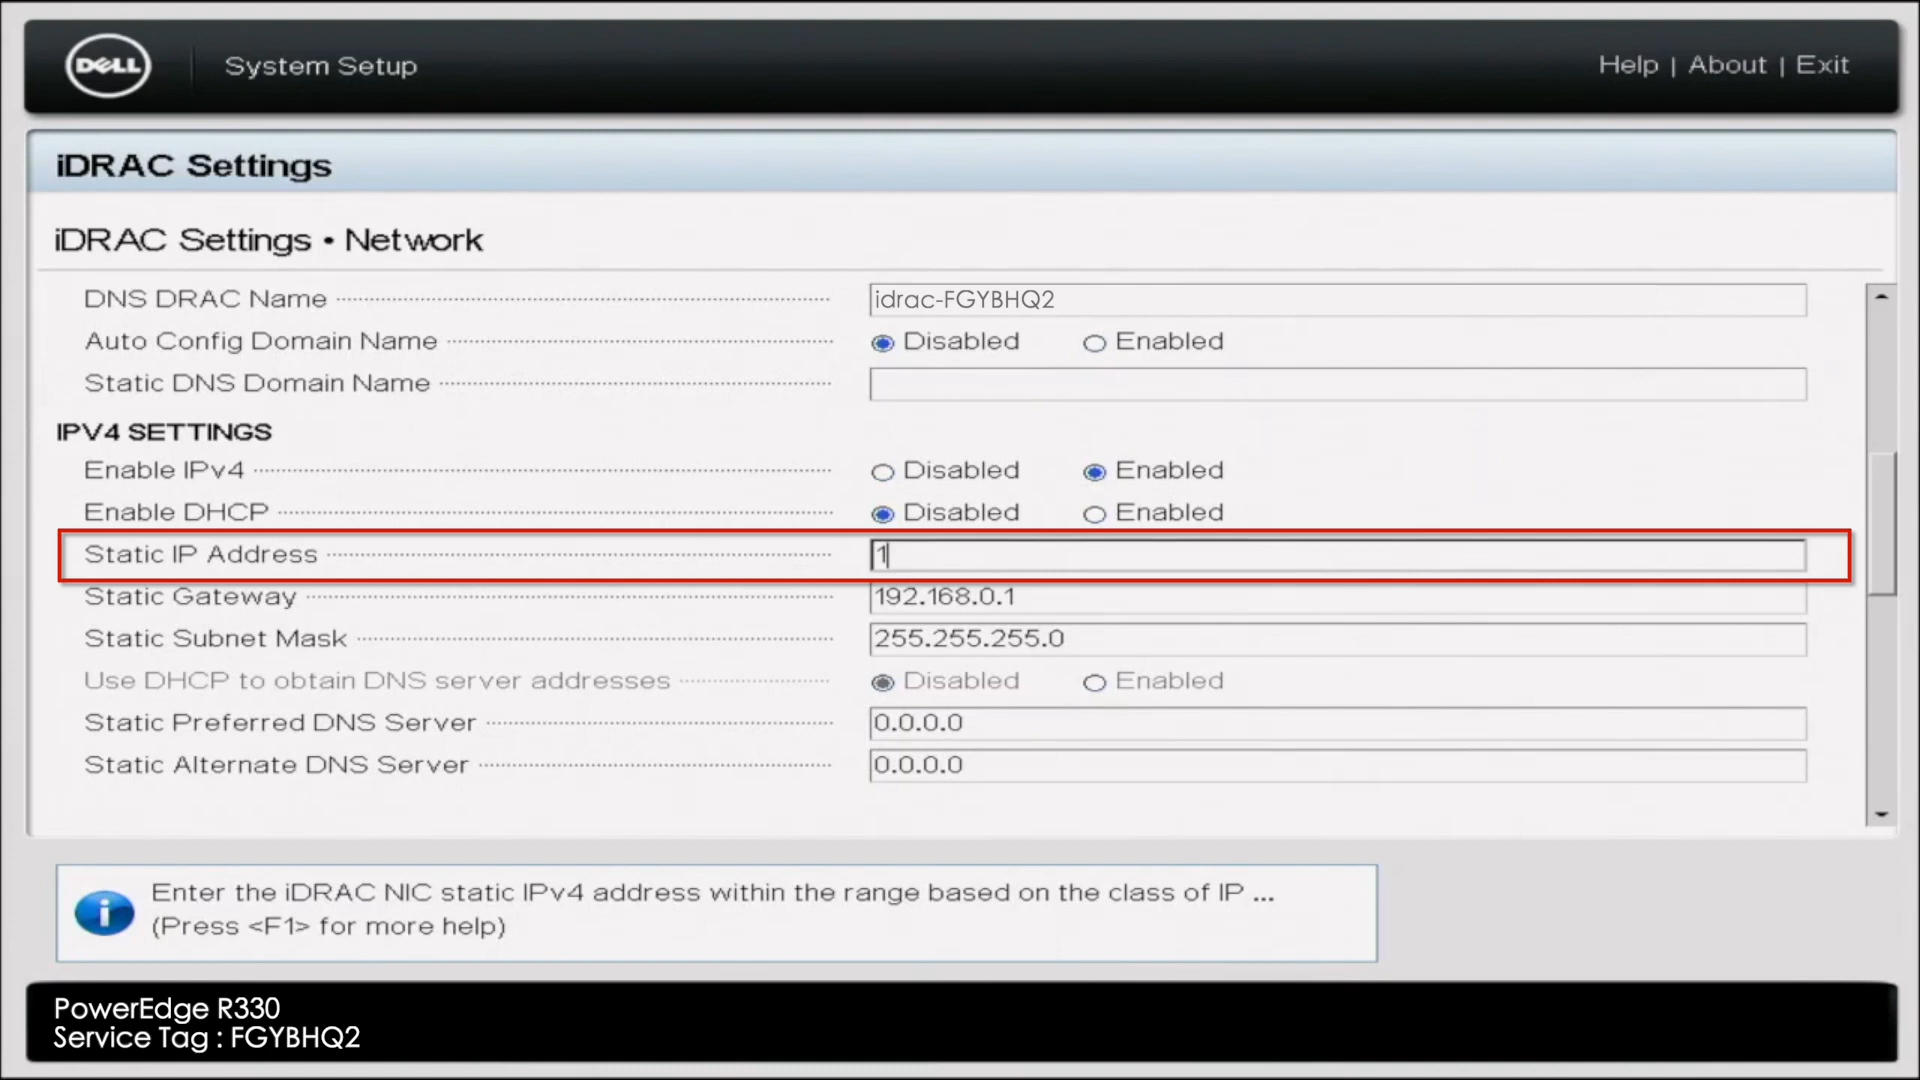 DELL
System Setup
Help | About | Exit
iDRAC Settings
iDRAC Settings • Network
DNS DRAC Name idrac-FGYBHQ2
Auto Config Domain Name Disabled Enabled
Static DNS Domain Name
IPV4 SETTINGS
Enable IPv4 Disabled Enabled
Enable DHCP Disabled Enabled
Static IP Address 1
Static Gateway 192.168.0.1
Static Subnet Mask 255.255.255.0
Use DHCP to obtain DNS server addresses Disabled Enabled
Static Preferred DNS Server 0.0.0.0
Static Alternate DNS Server 0.0.0.0
Enter the iDRAC NIC static IPv4 address within the range based on the class of IP ...
(Press <F1> for more help)
PowerEdge R330
Service Tag : FGYBHQ2